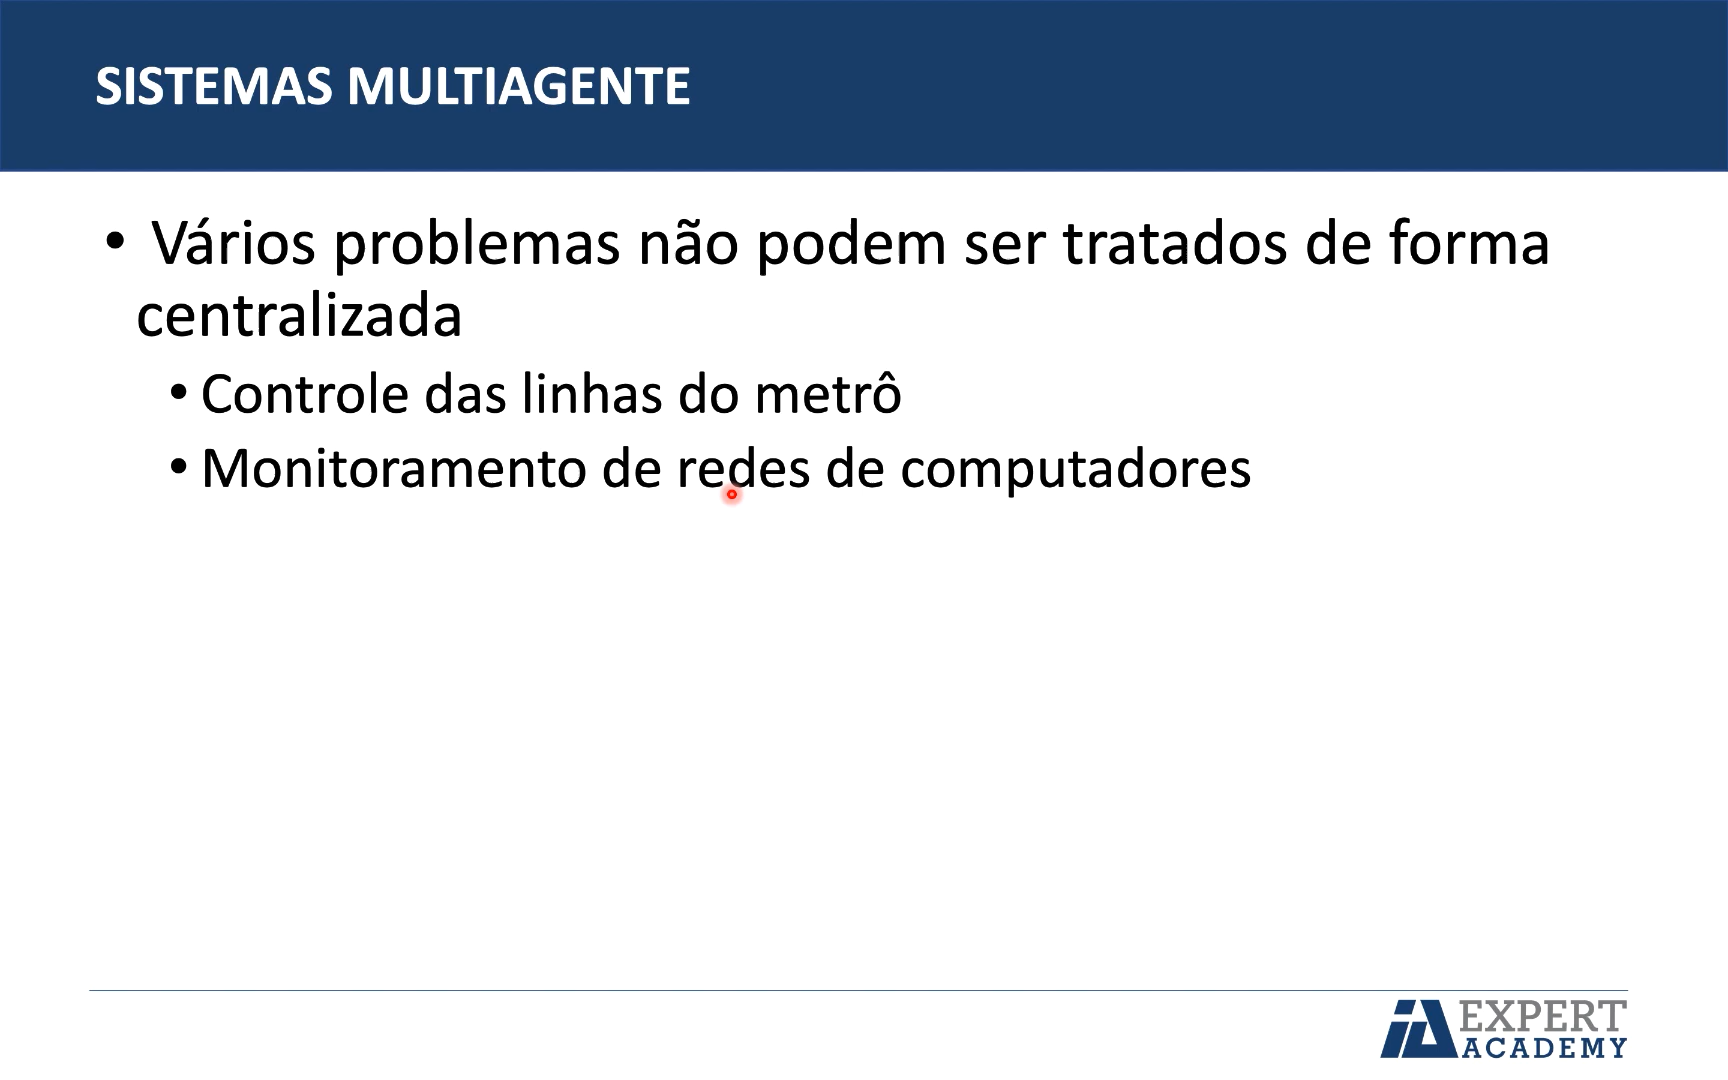 SISTEMAS MULTIAGENTE
• Vários problemas não podem ser tratados de forma
centralizada
• Controle das linhas do metrô
• Monitoramento de redes de computadores
IA EXPERT
ACADEMY